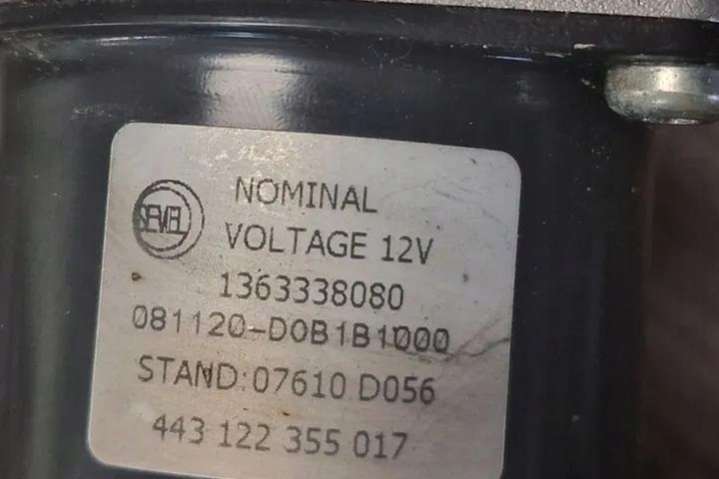 SEVEL
NOMINAL
VOLTAGE 12V
1363338080
081120-D0B1B1000
STAND:07610 D056
443 122 355 017